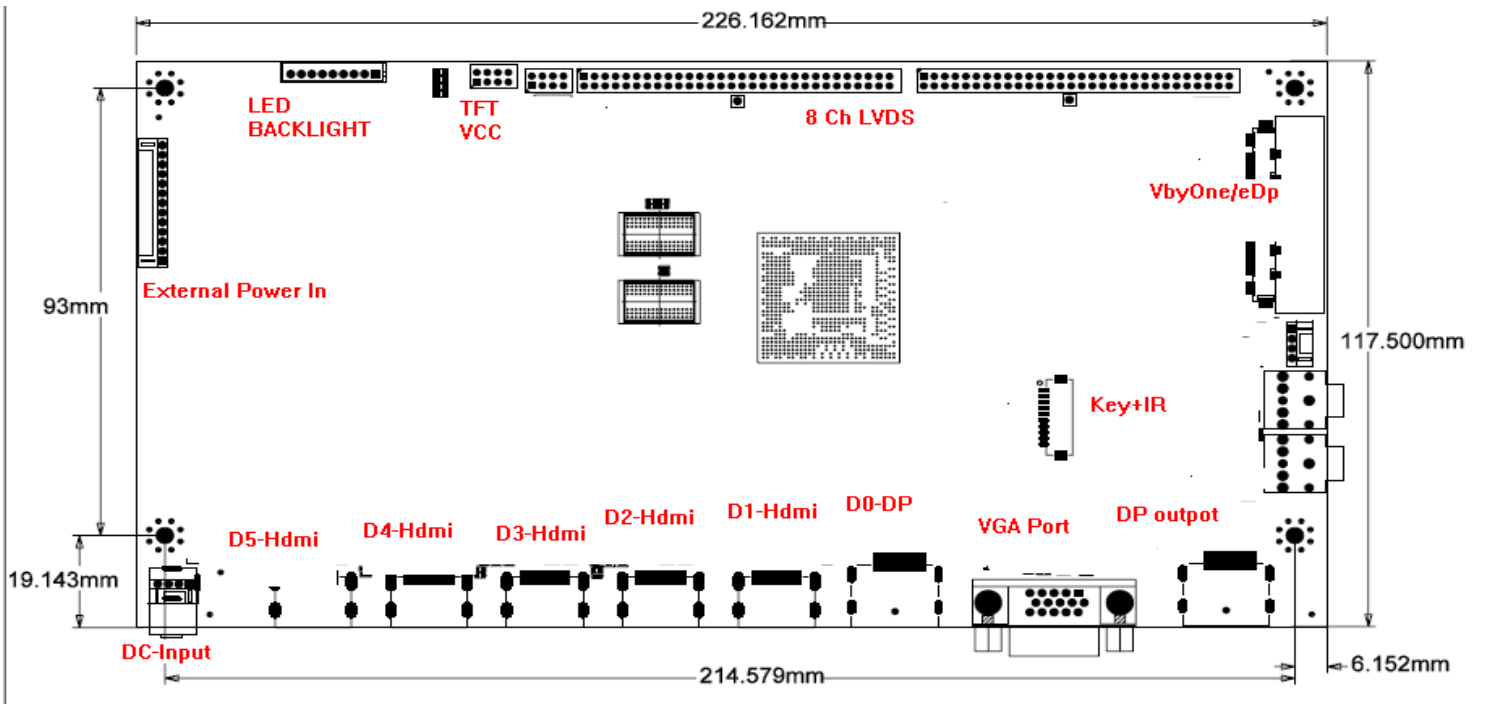 226.162mm
LED
BACKLIGHT
TFT
VCC
8 Ch LVDS
VbyOne/eDp
External Power In
93mm
117.500mm
Key+IR
D5-Hdmi
D4-Hdmi
D3-Hdmi
D2-Hdmi
D1-Hdmi
D0-DP
VGA Port
DP outpot
19.143mm
DC-Input
214.579mm
6.152mm